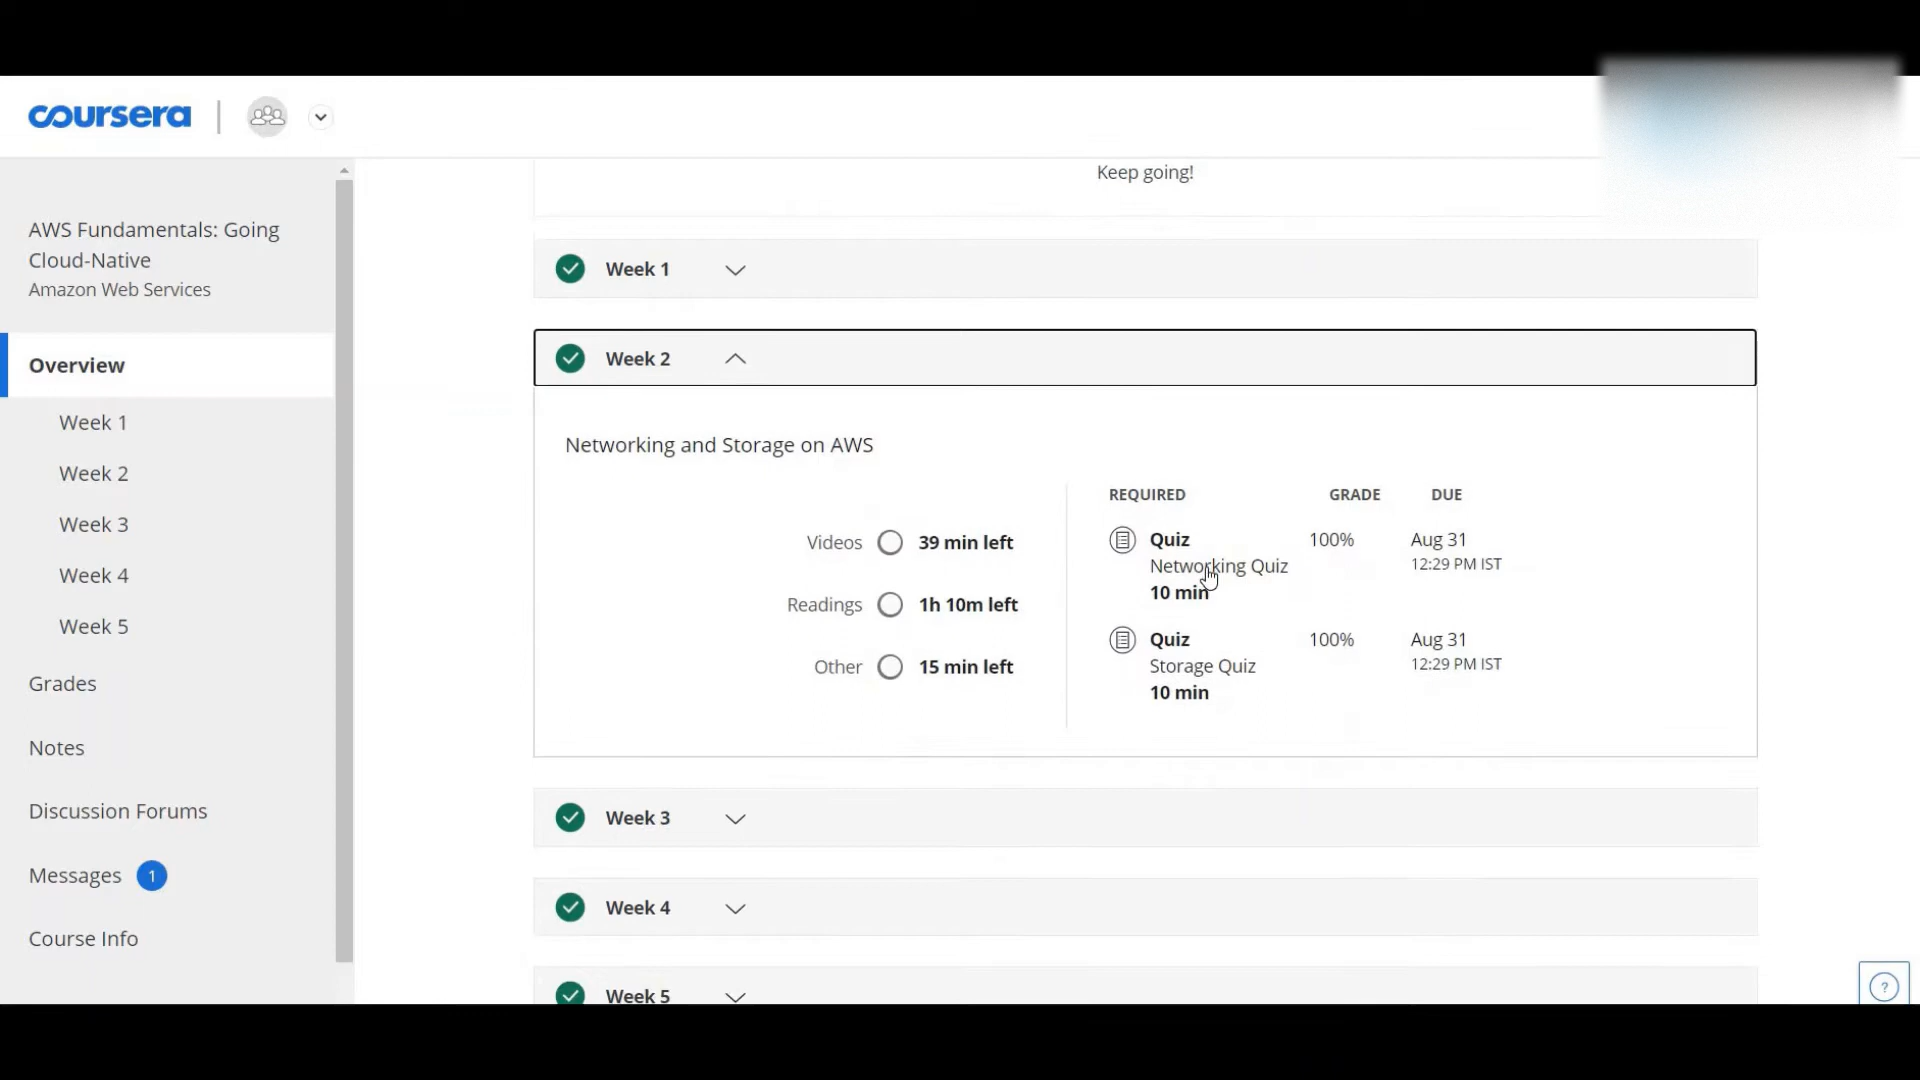 coursera
AWS Fundamentals: Going
Cloud-Native
Amazon Web Services
Overview
Week 1
Week 2
Week 3
Week 4
Week 5
Grades
Notes
Discussion Forums
Messages 1
Course Info
Keep going!
Week 1
Week 2
Networking and Storage on AWS
Videos 39 min left
Readings 1h 10m left
Other 15 min left
REQUIRED GRADE DUE
Quiz 100% Aug 31
Networking Quiz 12:29 PM IST
10 min
Quiz 100% Aug 31
Storage Quiz 12:29 PM IST
10 min
Week 3
Week 4
Week 5
?